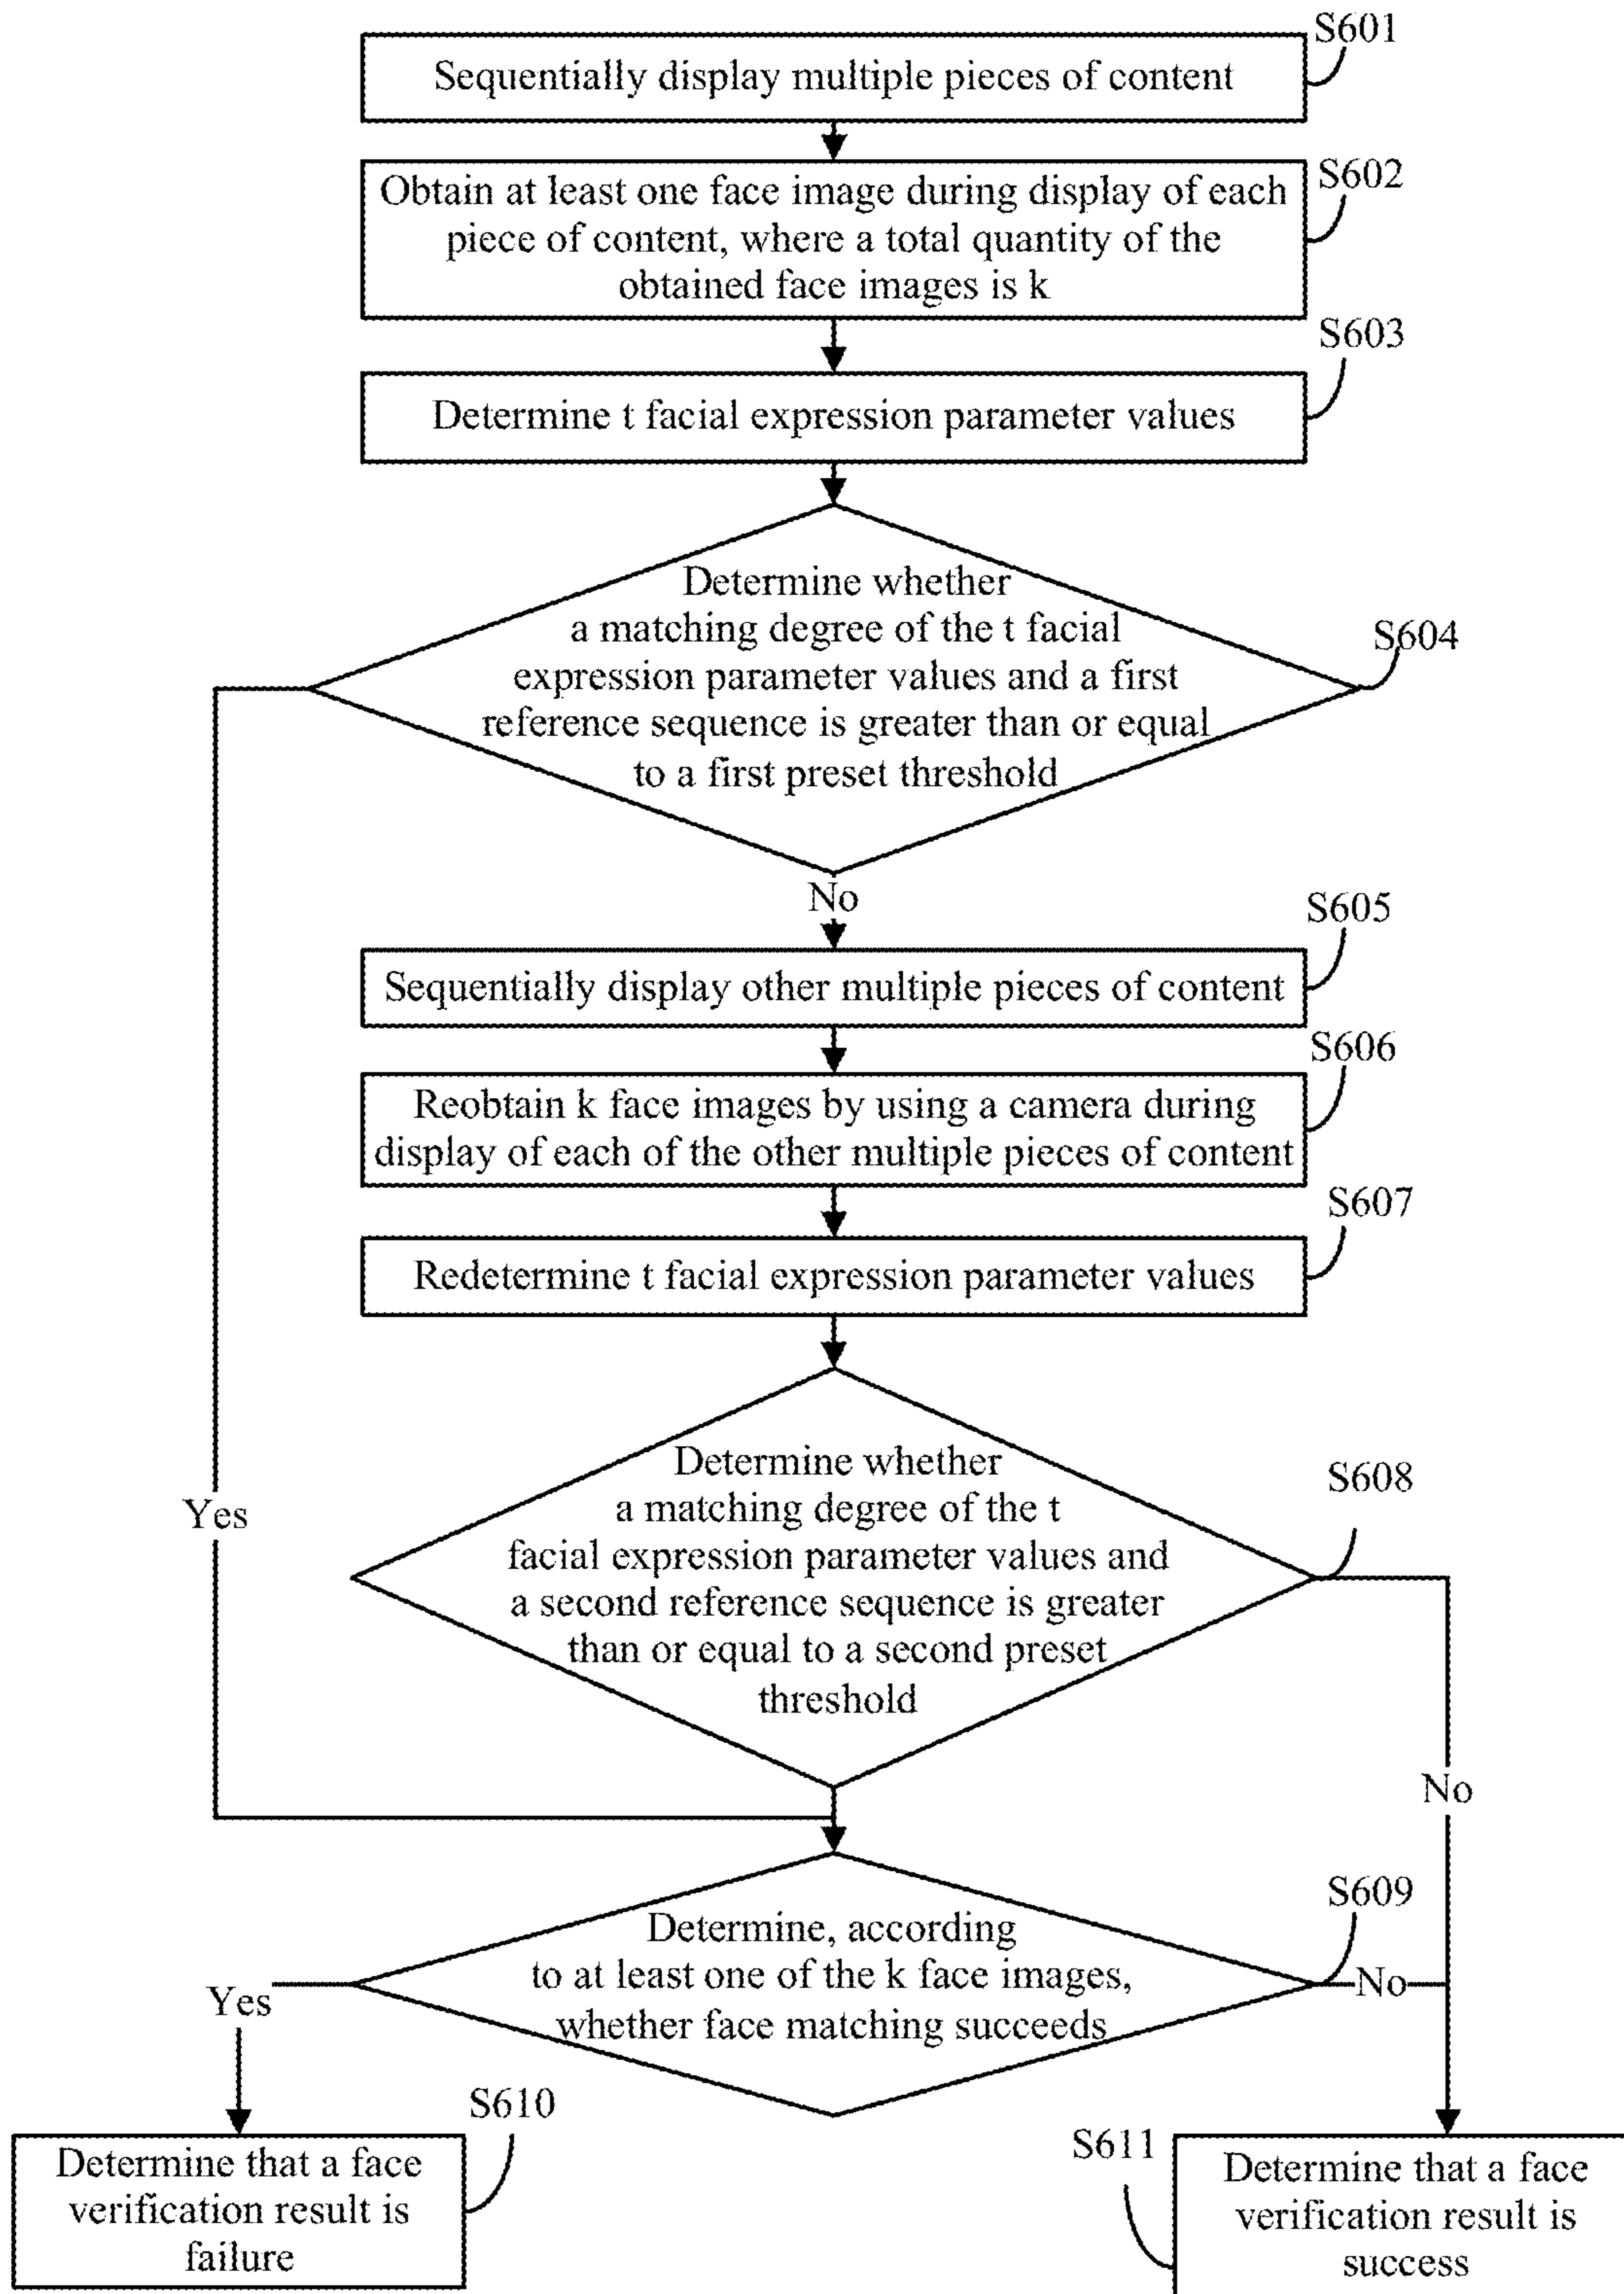 S601
Sequentially display multiple pieces of content
S602
Obtain at least one face image during display of each
piece of content, where a total quantity of the
obtained face images is k
S603
Determine t facial expression parameter values
S604
Determine whether
a matching degree of the t facial
expression parameter values and a first
reference sequence is greater than or equal
to a first preset threshold
No
S605
Sequentially display other multiple pieces of content
S606
Reobtain k face images by using a camera during
display of each of the other multiple pieces of content
S607
Redetermine t facial expression parameter values
S608
Determine whether
a matching degree of the t
facial expression parameter values and
a second reference sequence is greater
than or equal to a second preset
threshold
Yes
No
S609
Determine, according
to at least one of the k face images,
whether face matching succeeds
No
Yes
S610
Determine that a face
verification result is
failure
S611
Determine that a face
verification result is
success